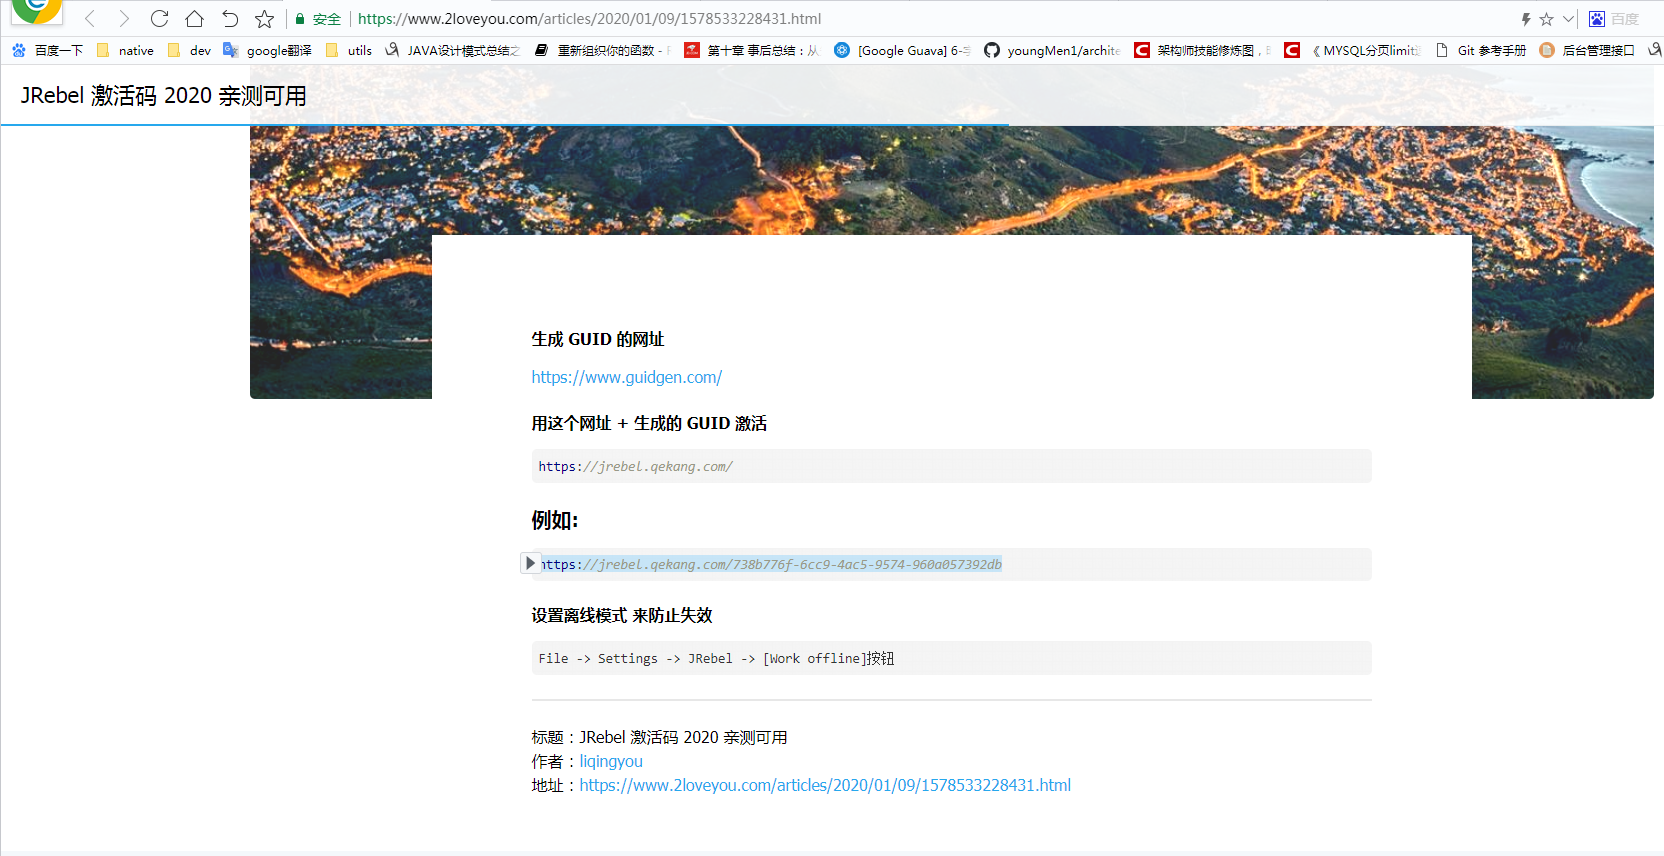 安全 | https://www.2loveyou.com/articles/2020/01/09/1578533228431.html 百度
百度一下 native dev google翻译 utils JAVA设计模式总结之 重新组织你的函数 - 第十章 事后总结：从 [Google Guava] 6- youngMen1/archite 架构师技能修炼图， 《 MYSQL分页limit Git 参考手册 后台管理接口
JRebel 激活码 2020 亲测可用
生成 GUID 的网址
https://www.guidgen.com/
用这个网址 + 生成的 GUID 激活
https://jrebel.qekang.com/
例如:
https://jrebel.qekang.com/738b776f-6cc9-4ac5-9574-960a057392db
设置离线模式 来防止失效
File -> Settings -> JRebel -> [Work offline]按钮
标题：JRebel 激活码 2020 亲测可用
作者：liqingyou
地址：https://www.2loveyou.com/articles/2020/01/09/1578533228431.html